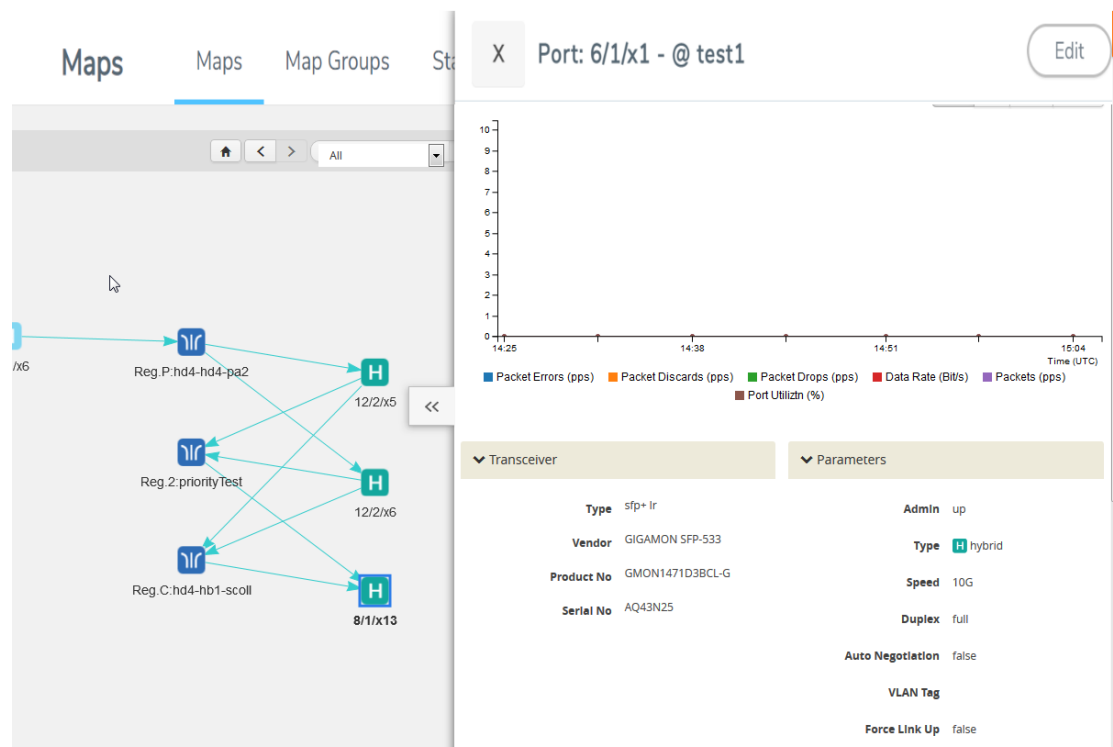 Maps
Maps
Map Groups
X
Port: 6/1/x1 - @ test1
Edit
All
/x6
Reg.P:hd4-hd4-pa2
12/2/x5
Reg.2:priorityTest
12/2/x6
Reg.C:hd4-hb1-scoll
8/1/x13
10
9
8
7
6
5
4
3
2
1
0
14:25
14:38
14:51
15:04
Time (UTC)
Packet Errors (pps)
Packet Discards (pps)
Packet Drops (pps)
Data Rate (Bit/s)
Packets (pps)
Port Utiliztn (%)
Transceiver
Type sfp+ lr
Vendor GIGAMON SFP-533
Product No GMON1471D3BCL-G
Serial No AQ43N25
Parameters
Admin up
Type H hybrid
Speed 10G
Duplex full
Auto Negotiation false
VLAN Tag
Force Link Up false
H
H
H